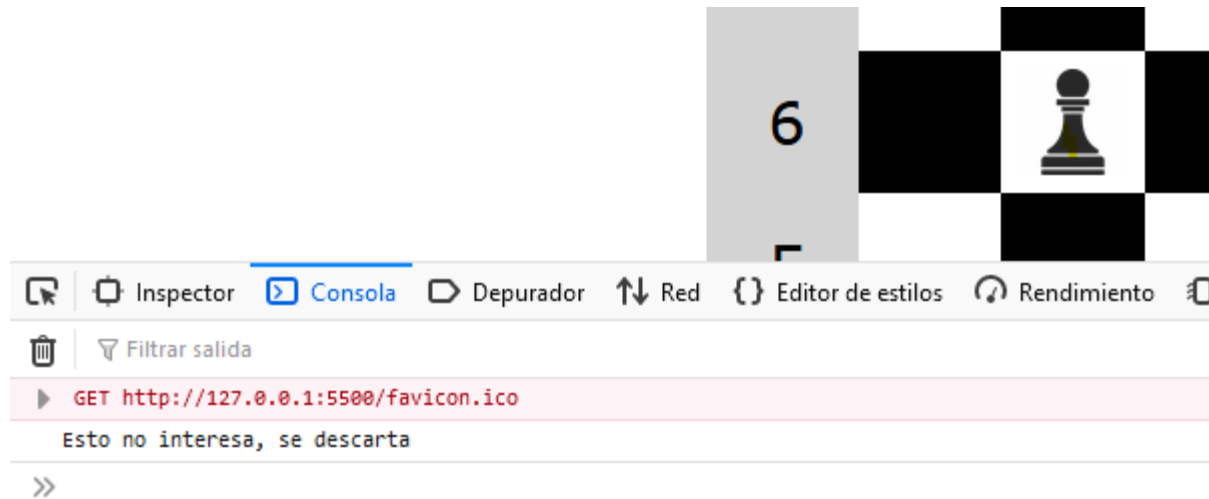 6
Inspector Consola Depurador Red Editor de estilos Rendimiento
Filtrar salida
GET http://127.0.0.1:5500/favicon.ico
Esto no interesa, se descarta